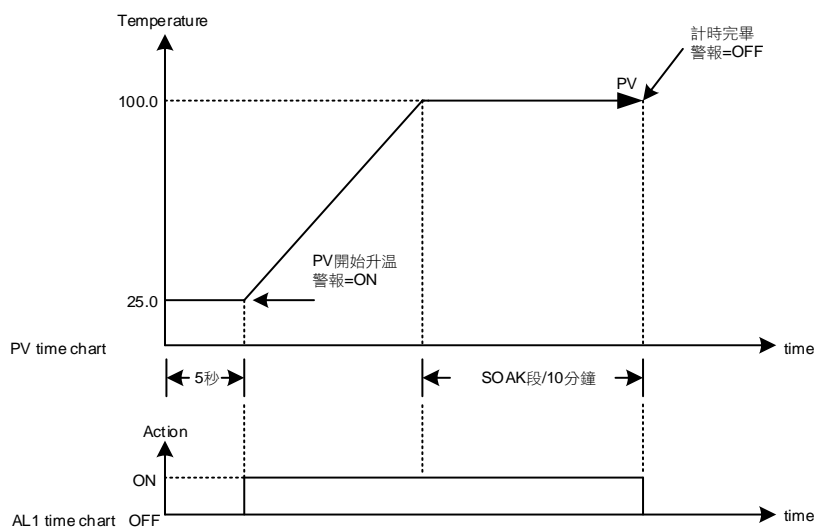 Temperature
計時完畢
警報=OFF
PV
100.0
PV開始升温
警報=ON
25.0
PV time chart
time
5秒
SOAK段/10分鐘
Action
ON
AL1 time chart
OFF
time